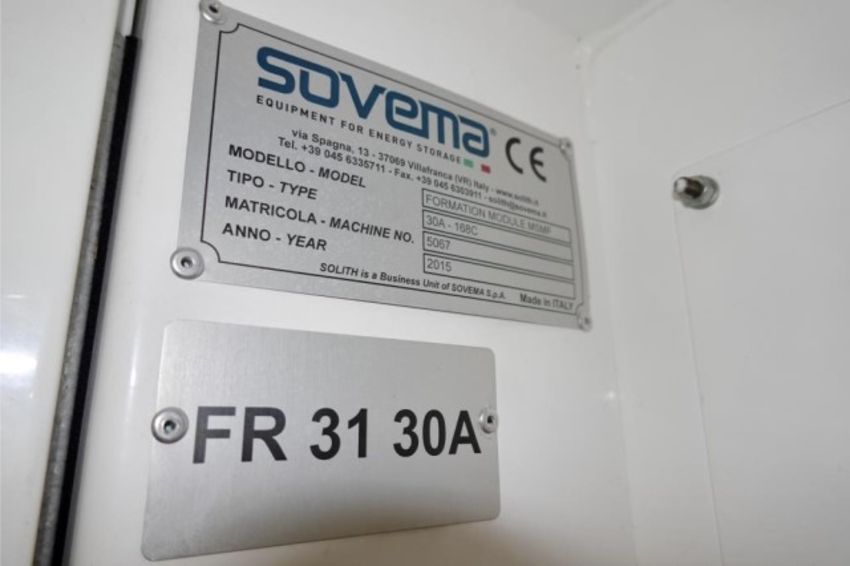 SOVEMA®
EQUIPMENT FOR ENERGY STORAGE
CE
via Spagna, 13 - 37069 Villafranca (VR) Italy - www.solith.it
Tel. +39 045 6335711 - Fax. +39 045 6303911 - solith@sovema.it
MODELLO - MODEL FORMATION MODULE MSMF
TIPO - TYPE 30A - 168C
MATRICOLA - MACHINE NO. 5067
ANNO - YEAR 2015
SOLITH is a Business Unit of SOVEMA S.p.A. Made in ITALY
FR 31 30A